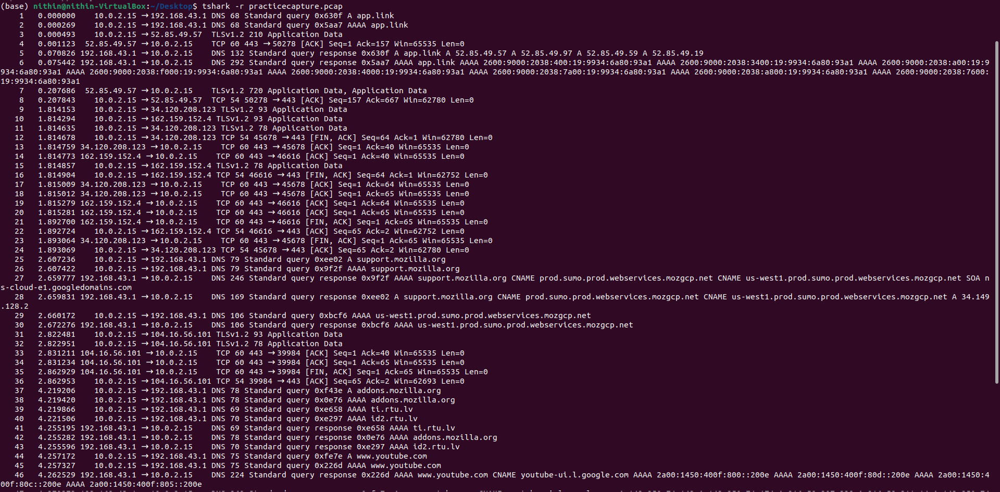 (base) nithin@nithin-VirtualBox:~/Desktop$ tshark -r practicecapture.pcap
1 0.000000 10.0.2.15 → 192.168.43.1 DNS 68 Standard query 0x630f A app.link
2 0.000269 10.0.2.15 → 192.168.43.1 DNS 68 Standard query 0x5aa7 AAAA app.link
3 0.000493 10.0.2.15 → 52.85.49.57 TLSv1.2 210 Application Data
4 0.001123 52.85.49.57 → 10.0.2.15 TCP 60 443 → 50278 [ACK] Seq=1 Ack=157 Win=65535 Len=0
5 0.070826 192.168.43.1 → 10.0.2.15 DNS 132 Standard query response 0x630f A app.link A 52.85.49.57 A 52.85.49.97 A 52.85.49.59 A 52.85.49.19
6 0.075442 192.168.43.1 → 10.0.2.15 DNS 292 Standard query response 0x5aa7 AAAA app.link AAAA 2600:9000:2038:400:19:9934:6a80:93a1 AAAA 2600:9000:2038:3400:19:9934:6a80:93a1 AAAA 2600:9000:2038:a00:19:9
934:6a80:93a1 AAAA 2600:9000:2038:f000:19:9934:6a80:93a1 AAAA 2600:9000:2038:4000:19:9934:6a80:93a1 AAAA 2600:9000:2038:7a00:19:9934:6a80:93a1 AAAA 2600:9000:2038:a800:19:9934:6a80:93a1 AAAA 2600:9000:2038:7600:
19:9934:6a80:93a1
7 0.207686 52.85.49.57 → 10.0.2.15 TLSv1.2 720 Application Data, Application Data
8 0.207843 10.0.2.15 → 52.85.49.57 TCP 54 50278 → 443 [ACK] Seq=157 Ack=667 Win=62780 Len=0
9 1.814153 10.0.2.15 → 34.120.208.123 TLSv1.2 93 Application Data
10 1.814294 10.0.2.15 → 162.159.152.4 TLSv1.2 93 Application Data
11 1.814635 10.0.2.15 → 34.120.208.123 TLSv1.2 78 Application Data
12 1.814678 10.0.2.15 → 34.120.208.123 TCP 54 45678 → 443 [FIN, ACK] Seq=64 Ack=1 Win=62780 Len=0
13 1.814759 34.120.208.123 → 10.0.2.15 TCP 60 443 → 45678 [ACK] Seq=1 Ack=40 Win=65535 Len=0
14 1.814773 162.159.152.4 → 10.0.2.15 TCP 60 443 → 46616 [ACK] Seq=1 Ack=40 Win=65535 Len=0
15 1.814857 10.0.2.15 → 162.159.152.4 TLSv1.2 78 Application Data
16 1.814904 10.0.2.15 → 162.159.152.4 TCP 54 46616 → 443 [FIN, ACK] Seq=64 Ack=1 Win=62752 Len=0
17 1.815009 34.120.208.123 → 10.0.2.15 TCP 60 443 → 45678 [ACK] Seq=1 Ack=64 Win=65535 Len=0
18 1.815012 34.120.208.123 → 10.0.2.15 TCP 60 443 → 45678 [ACK] Seq=1 Ack=65 Win=65535 Len=0
19 1.815279 162.159.152.4 → 10.0.2.15 TCP 60 443 → 46616 [ACK] Seq=1 Ack=64 Win=65535 Len=0
20 1.815281 162.159.152.4 → 10.0.2.15 TCP 60 443 → 46616 [ACK] Seq=1 Ack=65 Win=65535 Len=0
21 1.892700 162.159.152.4 → 10.0.2.15 TCP 60 443 → 46616 [FIN, ACK] Seq=1 Ack=65 Win=65535 Len=0
22 1.892724 10.0.2.15 → 162.159.152.4 TCP 54 46616 → 443 [ACK] Seq=65 Ack=2 Win=62752 Len=0
23 1.893064 34.120.208.123 → 10.0.2.15 TCP 60 443 → 45678 [FIN, ACK] Seq=1 Ack=65 Win=65535 Len=0
24 1.893069 10.0.2.15 → 34.120.208.123 TCP 54 45678 → 443 [ACK] Seq=65 Ack=2 Win=62780 Len=0
25 2.607236 10.0.2.15 → 192.168.43.1 DNS 79 Standard query 0xee02 A support.mozilla.org
26 2.607422 10.0.2.15 → 192.168.43.1 DNS 79 Standard query 0x9f2f AAAA support.mozilla.org
27 2.659777 192.168.43.1 → 10.0.2.15 DNS 246 Standard query response 0x9f2f AAAA support.mozilla.org CNAME prod.sumo.prod.webservices.mozgcp.net CNAME us-west1.prod.sumo.prod.webservices.mozgcp.net SOA n
s-cloud-e1.googledomains.com
28 2.659831 192.168.43.1 → 10.0.2.15 DNS 169 Standard query response 0xee02 A support.mozilla.org CNAME prod.sumo.prod.webservices.mozgcp.net CNAME us-west1.prod.sumo.prod.webservices.mozgcp.net A 34.149
.128.2
29 2.660172 10.0.2.15 → 192.168.43.1 DNS 106 Standard query 0xbcf6 AAAA us-west1.prod.sumo.prod.webservices.mozgcp.net
30 2.672276 192.168.43.1 → 10.0.2.15 DNS 106 Standard query response 0xbcf6 AAAA us-west1.prod.sumo.prod.webservices.mozgcp.net
31 2.822481 10.0.2.15 → 104.16.56.101 TLSv1.2 93 Application Data
32 2.822951 10.0.2.15 → 104.16.56.101 TLSv1.2 78 Application Data
33 2.831211 104.16.56.101 → 10.0.2.15 TCP 60 443 → 39984 [ACK] Seq=1 Ack=40 Win=65535 Len=0
34 2.831234 104.16.56.101 → 10.0.2.15 TCP 60 443 → 39984 [ACK] Seq=1 Ack=65 Win=65535 Len=0
35 2.862929 104.16.56.101 → 10.0.2.15 TCP 60 443 → 39984 [FIN, ACK] Seq=1 Ack=65 Win=65535 Len=0
36 2.862953 10.0.2.15 → 104.16.56.101 TCP 54 39984 → 443 [ACK] Seq=65 Ack=2 Win=62693 Len=0
37 4.219206 10.0.2.15 → 192.168.43.1 DNS 78 Standard query 0xf43e A addons.mozilla.org
38 4.219420 10.0.2.15 → 192.168.43.1 DNS 78 Standard query 0x0e76 AAAA addons.mozilla.org
39 4.219866 10.0.2.15 → 192.168.43.1 DNS 69 Standard query 0xe658 AAAA ti.rtu.lv
40 4.221506 10.0.2.15 → 192.168.43.1 DNS 70 Standard query 0xe297 AAAA id2.rtu.lv
41 4.255195 192.168.43.1 → 10.0.2.15 DNS 69 Standard query response 0xe658 AAAA ti.rtu.lv
42 4.255282 192.168.43.1 → 10.0.2.15 DNS 78 Standard query response 0x0e76 AAAA addons.mozilla.org
43 4.255596 192.168.43.1 → 10.0.2.15 DNS 70 Standard query response 0xe297 AAAA id2.rtu.lv
44 4.257172 10.0.2.15 → 192.168.43.1 DNS 75 Standard query 0xfe7e A www.youtube.com
45 4.257327 10.0.2.15 → 192.168.43.1 DNS 75 Standard query 0x226d AAAA www.youtube.com
46 4.262529 192.168.43.1 → 10.0.2.15 DNS 224 Standard query response 0x226d AAAA www.youtube.com CNAME youtube-ui.l.google.com AAAA 2a00:1450:400f:800::200e AAAA 2a00:1450:400f:80d::200e AAAA 2a00:1450:4
00f:80c::200e AAAA 2a00:1450:400f:805::200e